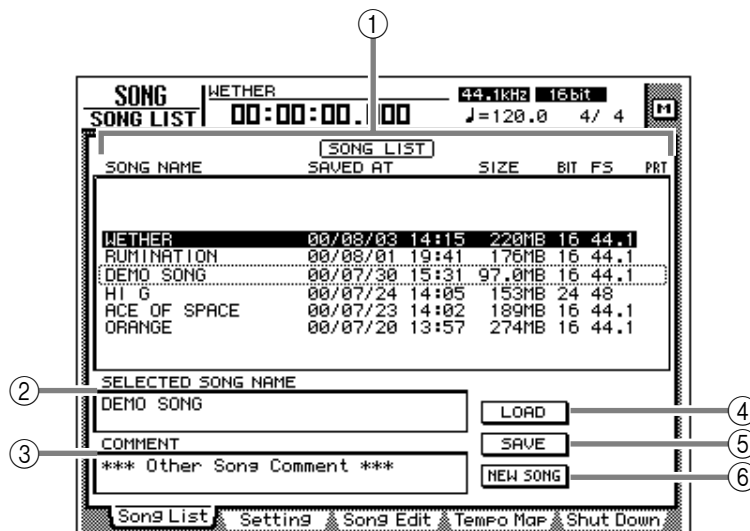 ①
SONG
SONG LIST
WETHER
00:00:00.000
44.1kHz 16bit
♩=120.0 4/ 4
M
SONG LIST
SONG NAME SAVED AT SIZE BIT FS PRT
WETHER 00/08/03 14:15 220MB 16 44.1
RUMINATION 00/08/01 19:41 176MB 16 44.1
DEMO SONG 00/07/30 15:31 97.0MB 16 44.1
HI G 00/07/24 14:05 153MB 24 48
ACE OF SPACE 00/07/23 14:02 189MB 16 44.1
ORANGE 00/07/20 13:57 274MB 16 44.1
② SELECTED SONG NAME
DEMO SONG
LOAD ④
③ COMMENT
*** Other Song Comment ***
SAVE ⑤
NEW SONG ⑥
Song List Setting Song Edit Tempo Map Shut Down